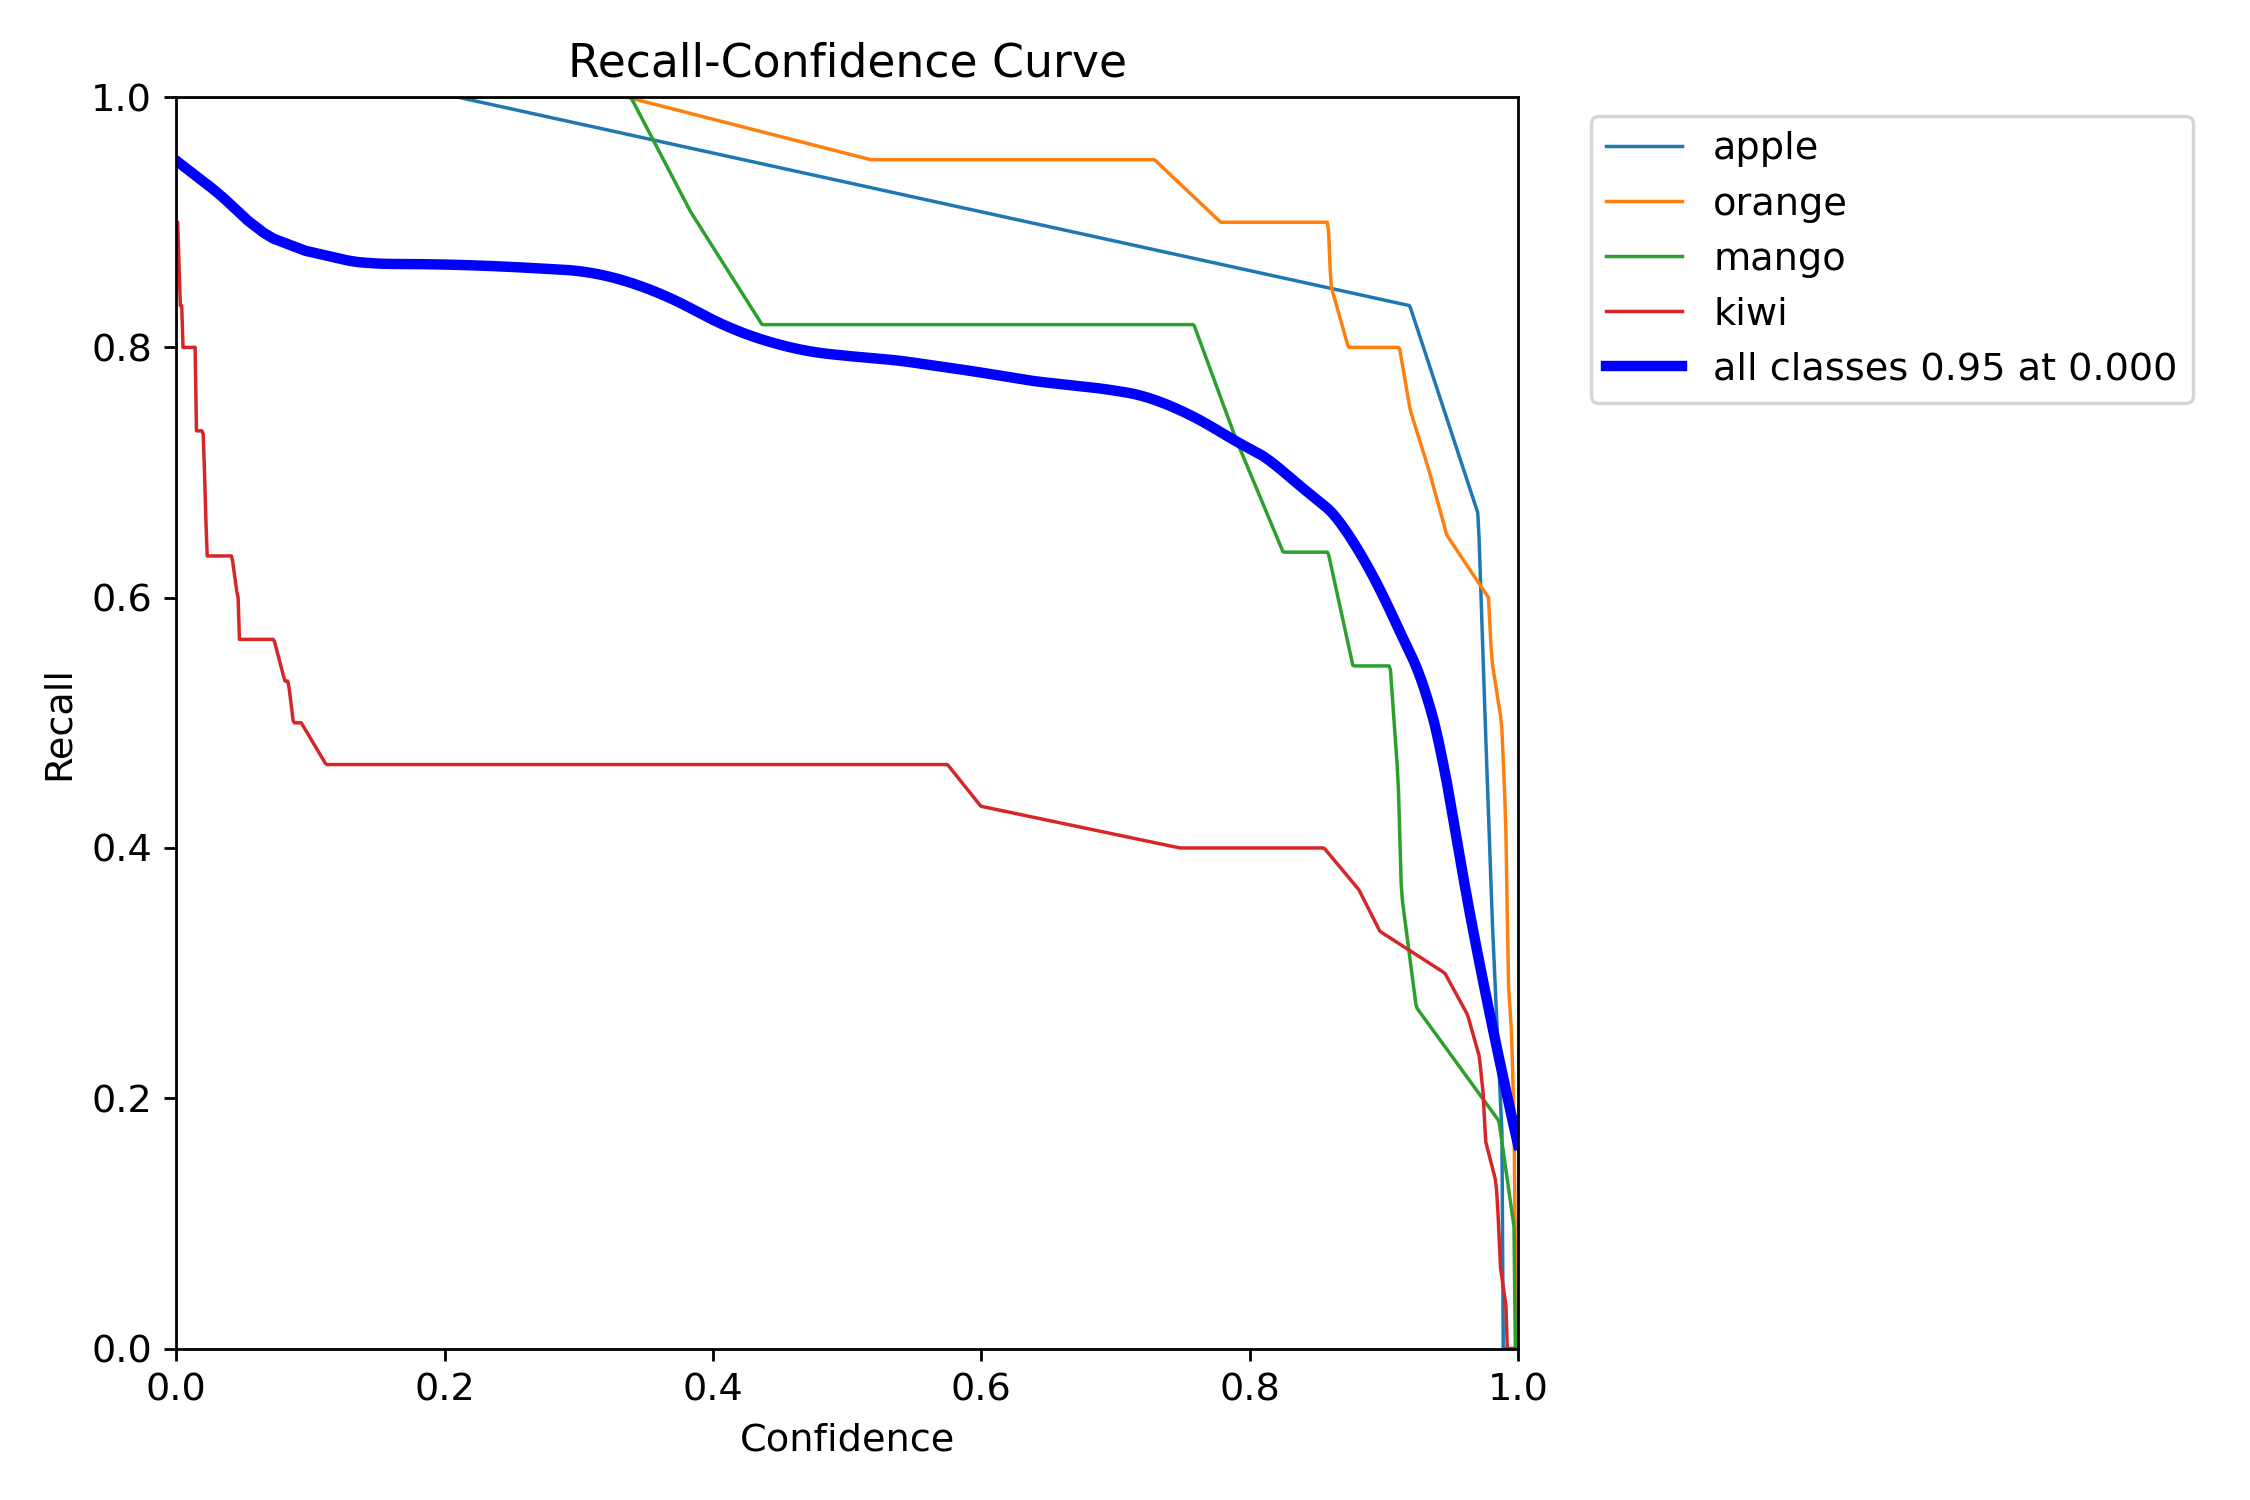 Recall-Confidence Curve
1.0
0.8
0.6
0.4
0.2
0.0
Recall
0.0 0.2 0.4 0.6 0.8 1.0
Confidence
apple
orange
mango
kiwi
all classes 0.95 at 0.000